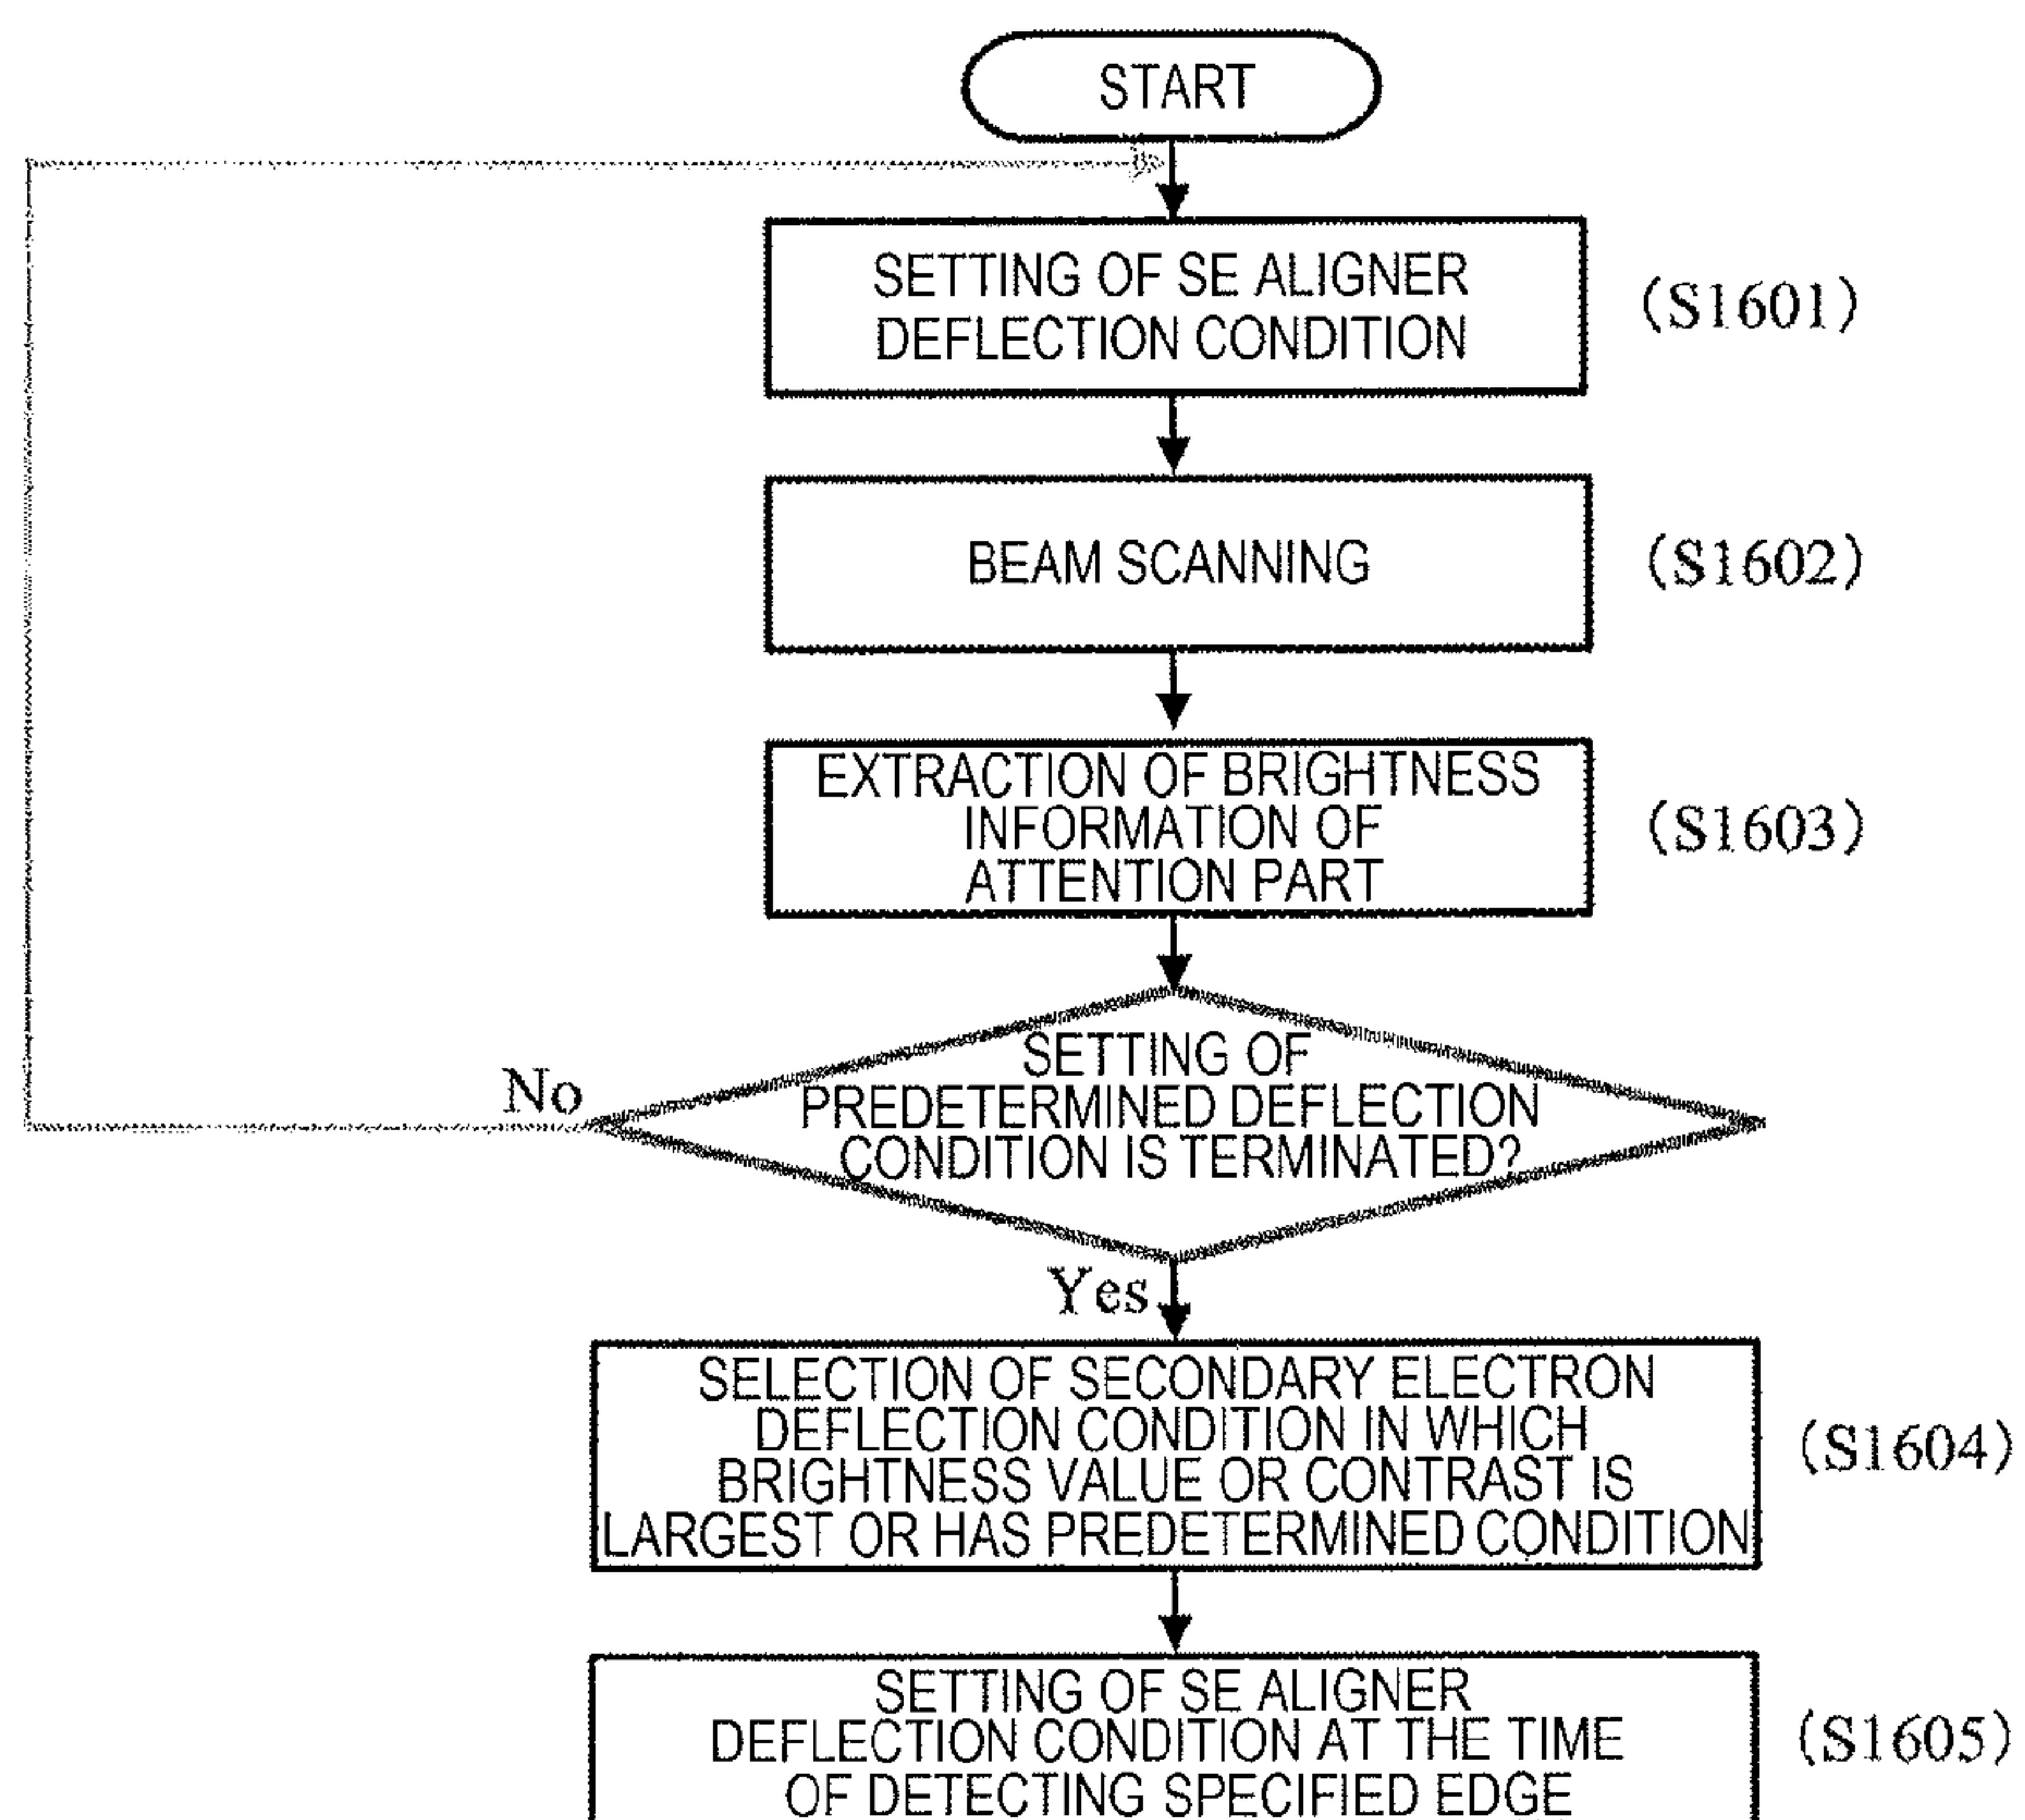 START
SETTING OF SE ALIGNER
DEFLECTION CONDITION
(S1601)
BEAM SCANNING
(S1602)
EXTRACTION OF BRIGHTNESS
INFORMATION OF
ATTENTION PART
(S1603)
SETTING OF
PREDETERMINED DEFLECTION
CONDITION IS TERMINATED?
No
Yes
SELECTION OF SECONDARY ELECTRON
DEFLECTION CONDITION IN WHICH
BRIGHTNESS VALUE OR CONTRAST IS
LARGEST OR HAS PREDETERMINED CONDITION
(S1604)
SETTING OF SE ALIGNER
DEFLECTION CONDITION AT THE TIME
OF DETECTING SPECIFIED EDGE
(S1605)